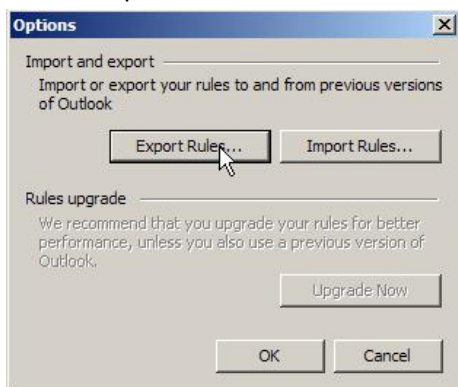 Options
Import and export
Import or export your rules to and from previous versions
of Outlook
Export Rules... Import Rules...
Rules upgrade
We recommend that you upgrade your rules for better
performance, unless you also use a previous version of
Outlook.
Upgrade Now
OK Cancel